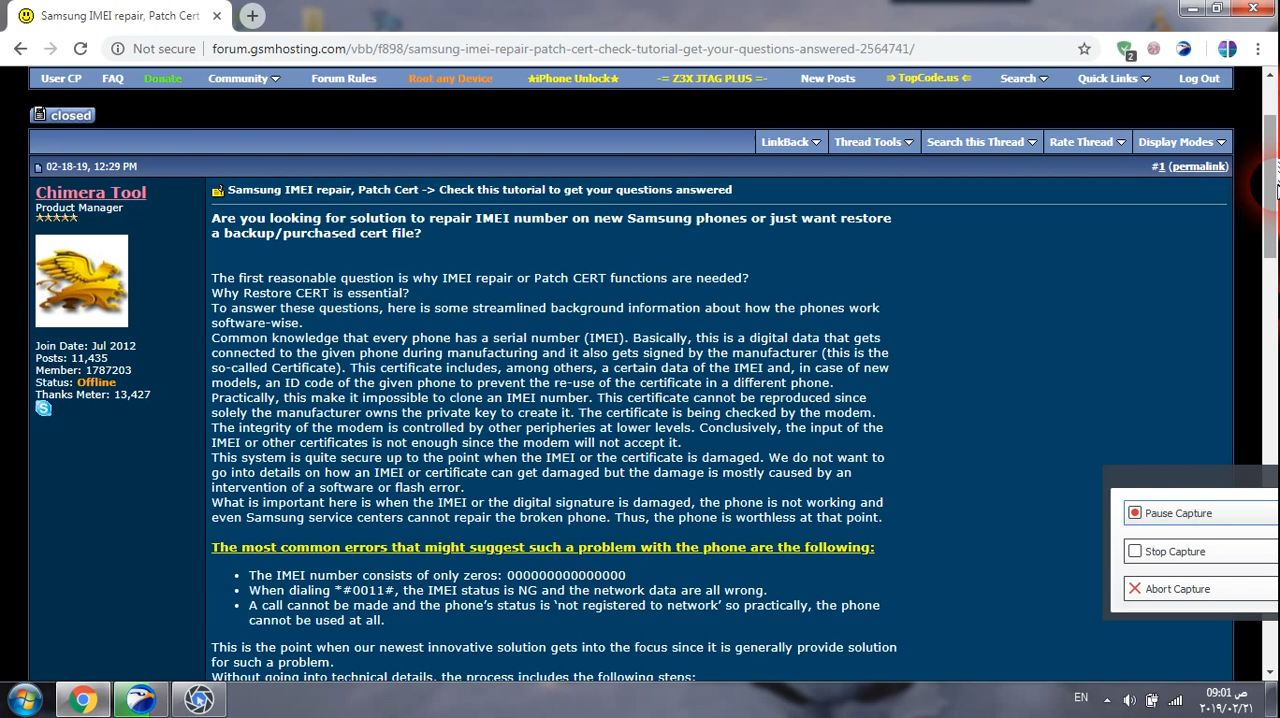 Samsung IMEI repair, Patch Cert
Not secure
forum.gsmhosting.com/vbb/f898/samsung-imei-repair-patch-cert-check-tutorial-get-your-questions-answered-2564741/
2
User CP FAQ Donate Community Forum Rules Root any Device ★iPhone Unlock★ -= Z3X JTAG PLUS =- New Posts ⇒ TopCode.us ⇐ Search Quick Links Log Out
closed
LinkBack Thread Tools Search this Thread Rate Thread Display Modes
02-18-19, 12:29 PM
#1 (permalink)
Chimera Tool
Product Manager
Join Date: Jul 2012
Posts: 11,435
Member: 1787203
Status: Offline
Thanks Meter: 13,427
Samsung IMEI repair, Patch Cert -> Check this tutorial to get your questions answered
Are you looking for solution to repair IMEI number on new Samsung phones or just want restore
a backup/purchased cert file?
The first reasonable question is why IMEI repair or Patch CERT functions are needed?
Why Restore CERT is essential?
To answer these questions, here is some streamlined background information about how the phones work
software-wise.
Common knowledge that every phone has a serial number (IMEI). Basically, this is a digital data that gets
connected to the given phone during manufacturing and it also gets signed by the manufacturer (this is the
so-called Certificate). This certificate includes, among others, a certain data of the IMEI and, in case of new
models, an ID code of the given phone to prevent the re-use of the certificate in a different phone.
Practically, this make it impossible to clone an IMEI number. This certificate cannot be reproduced since
solely the manufacturer owns the private key to create it. The certificate is being checked by the modem.
The integrity of the modem is controlled by other peripheries at lower levels. Conclusively, the input of the
IMEI or other certificates is not enough since the modem will not accept it.
This system is quite secure up to the point when the IMEI or the certificate is damaged. We do not want to
go into details on how an IMEI or certificate can get damaged but the damage is mostly caused by an
intervention of a software or flash error.
What is important here is when the IMEI or the digital signature is damaged, the phone is not working and
even Samsung service centers cannot repair the broken phone. Thus, the phone is worthless at that point.
The most common errors that might suggest such a problem with the phone are the following:
• The IMEI number consists of only zeros: 000000000000000
• When dialing *#0011#, the IMEI status is NG and the network data are all wrong.
• A call cannot be made and the phone's status is 'not registered to network' so practically, the phone
cannot be used at all.
This is the point when our newest innovative solution gets into the focus since it is generally provide solution
for such a problem.
Without going into technical details, the process includes the following steps:
Pause Capture
Stop Capture
Abort Capture
EN
09:01 ص
٢٠١٩/٠٢/٢١